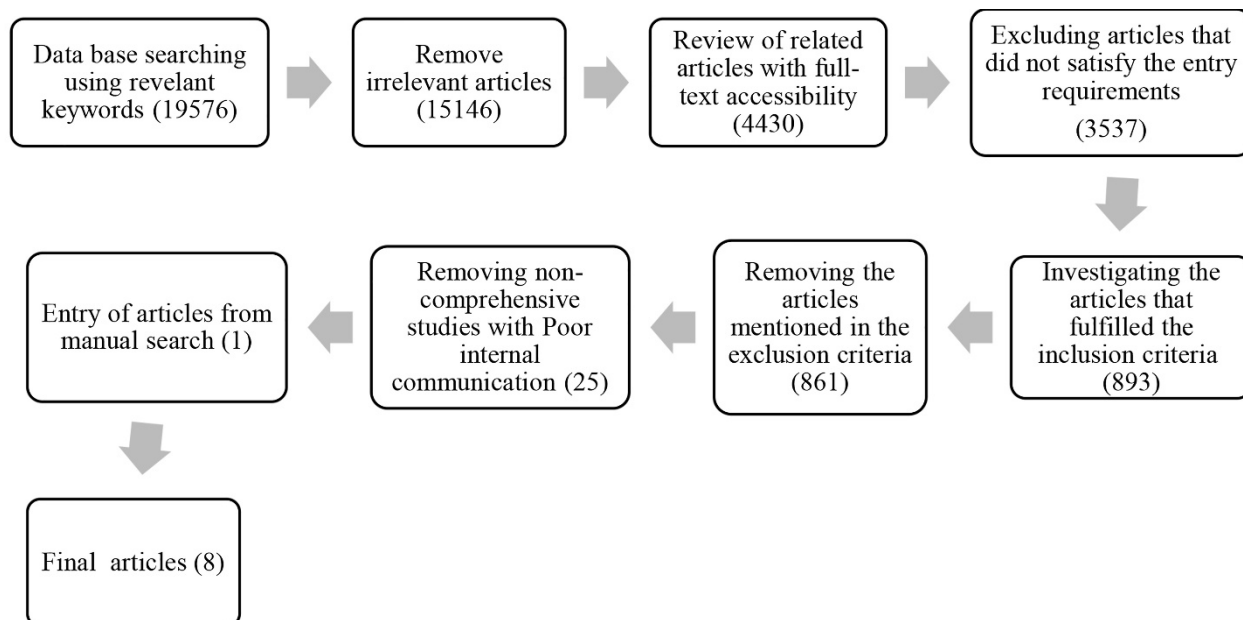 Data base searching
using revelant
keywords (19576)
Remove
irrelevant articles
(15146)
Review of related
articles with full-
text accessibility
(4430)
Excluding articles that
did not satisfy the entry
requirements
(3537)
Investigating the
articles that
fulfilled the
inclusion criteria
(893)
Removing the
articles
mentioned in the
exclusion criteria
(861)
Removing non-
comprehensive
studies with Poor
internal
communication (25)
Entry of articles from
manual search (1)
Final articles (8)